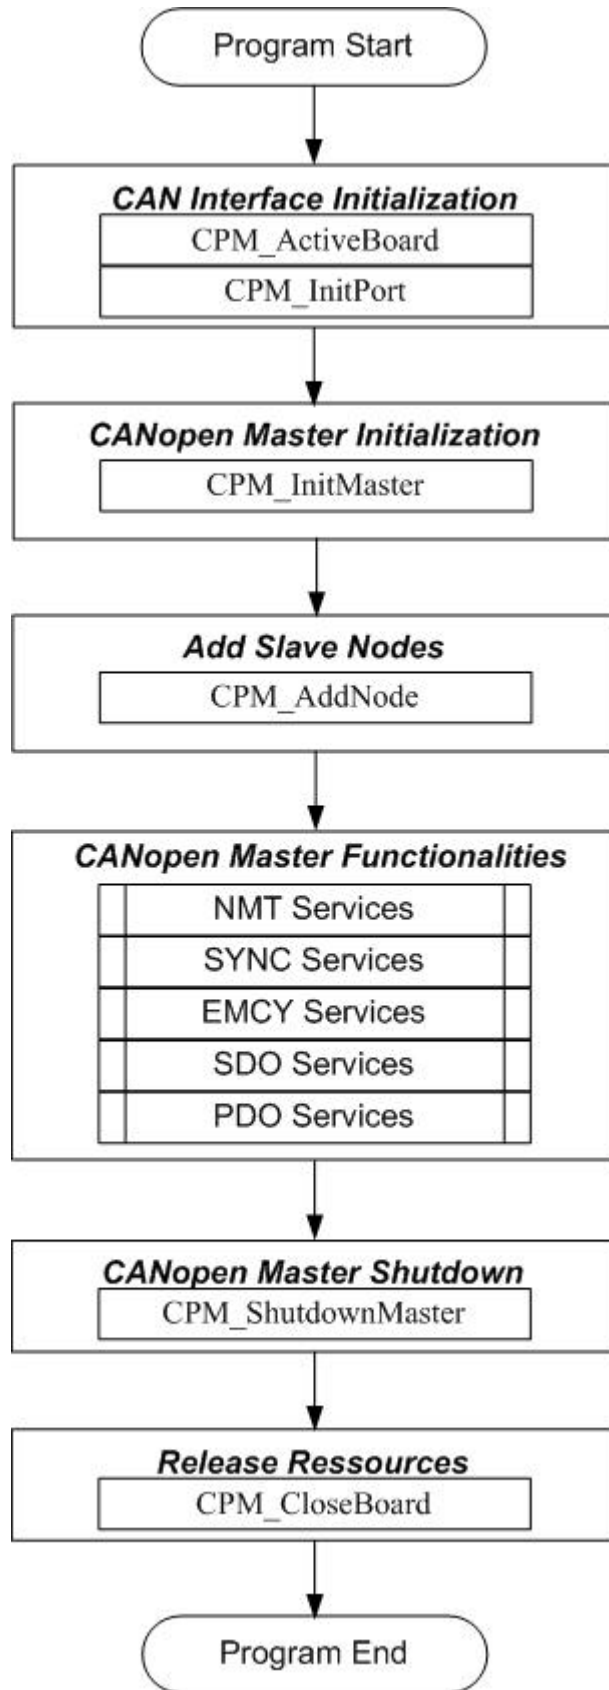 Program Start
CAN Interface Initialization
CPM_ActiveBoard
CPM_InitPort
CANopen Master Initialization
CPM_InitMaster
Add Slave Nodes
CPM_AddNode
CANopen Master Functionalities
NMT Services
SYNC Services
EMCY Services
SDO Services
PDO Services
CANopen Master Shutdown
CPM_ShutdownMaster
Release Ressources
CPM_CloseBoard
Program End